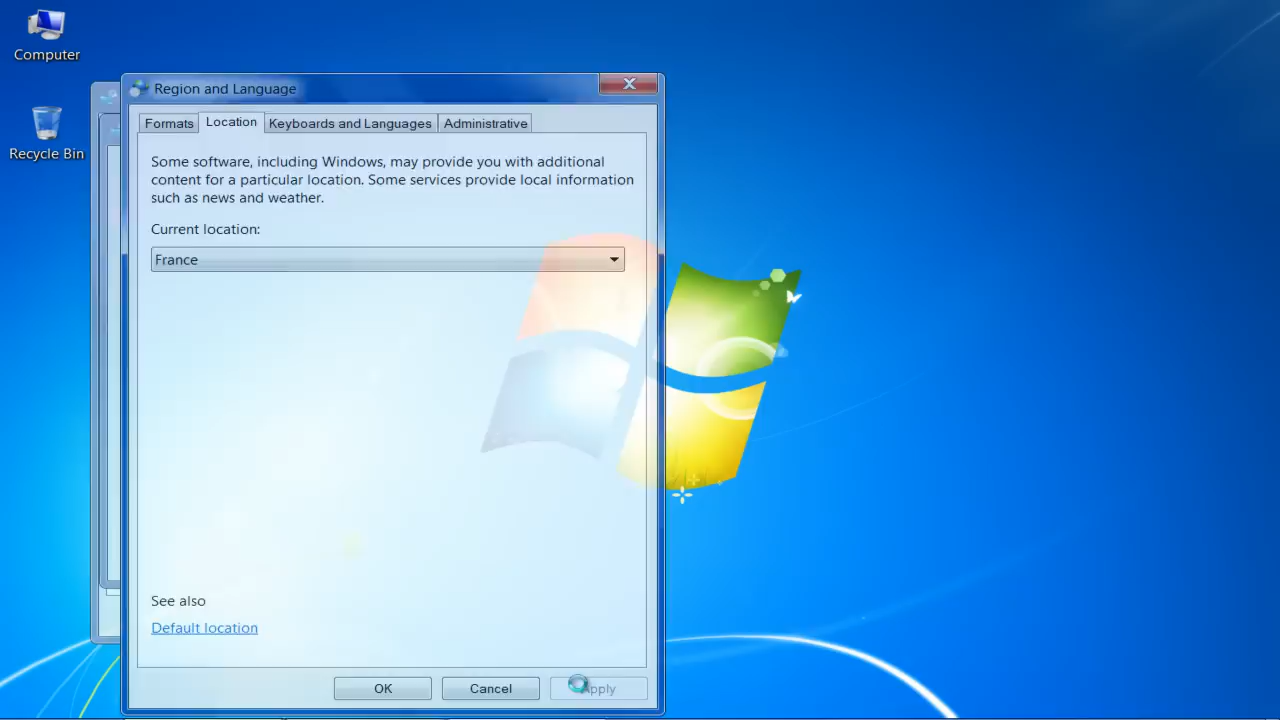 Computer
Recycle Bin
Region and Language
Formats
Location
Keyboards and Languages
Administrative
Some software, including Windows, may provide you with additional
content for a particular location. Some services provide local information
such as news and weather.
Current location:
France
See also
Default location
OK
Cancel
Apply